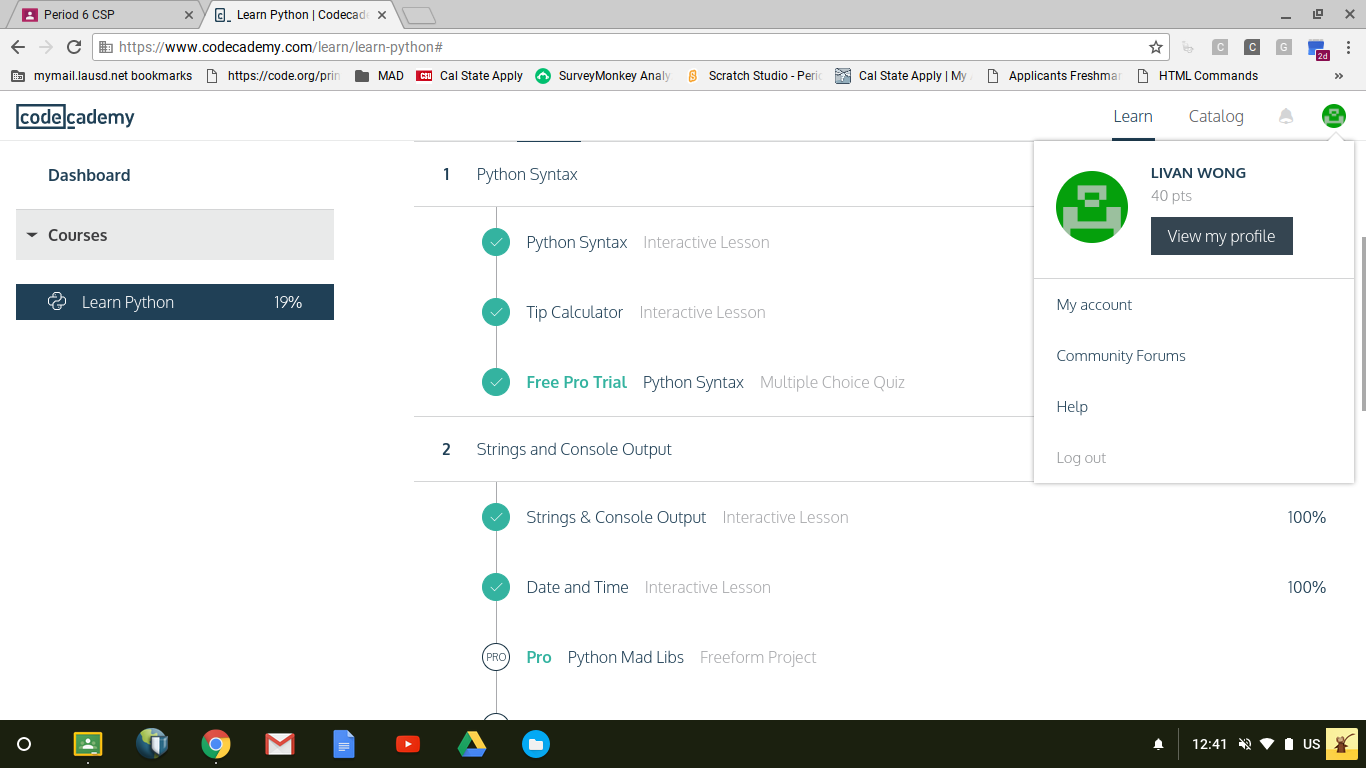 Period 6 CSP
Learn Python | Codecad
https://www.codecademy.com/learn/learn-python#
C C G 2d
mymail.lausd.net bookmarks https://code.org/prin MAD CSU Cal State Apply SurveyMonkey Analy Scratch Studio - Perio Cal State Apply | My Applicants Freshma HTML Commands »
codecademy
Learn Catalog
Dashboard
Courses
Learn Python 19%
1 Python Syntax
Python Syntax Interactive Lesson
Tip Calculator Interactive Lesson
Free Pro Trial Python Syntax Multiple Choice Quiz
2 Strings and Console Output
Strings & Console Output Interactive Lesson 100%
Date and Time Interactive Lesson 100%
PRO Pro Python Mad Libs Freeform Project
LIVAN WONG
40 pts
View my profile
My account
Community Forums
Help
Log out
12:41 US